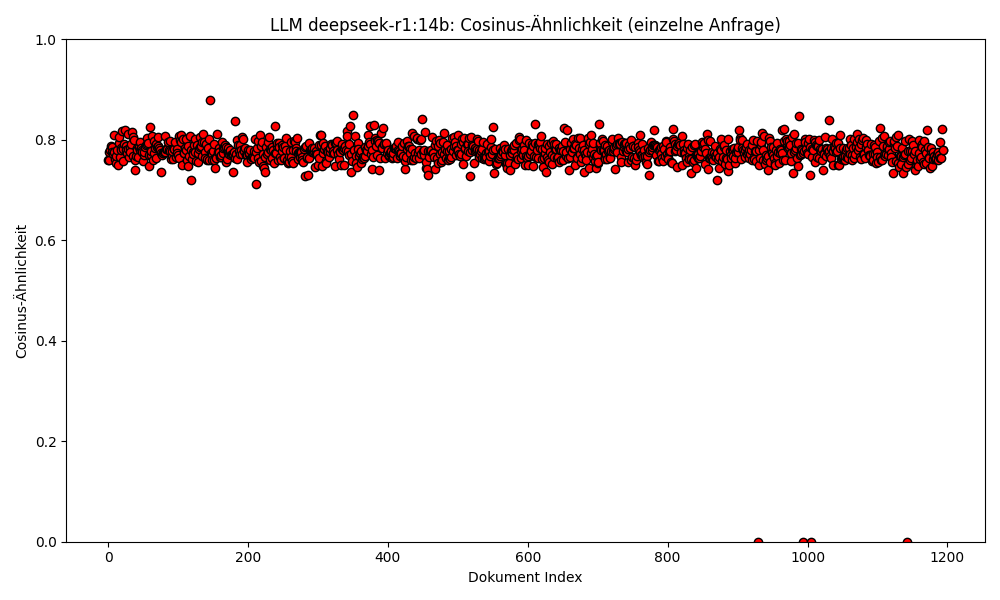 LLM deepseek-r1:14b: Cosinus-Ähnlichkeit (einzelne Anfrage)
1.0
0.8
0.6
0.4
0.2
0.0
Cosinus-Ähnlichkeit
0 200 400 600 800 1000 1200
Dokument Index